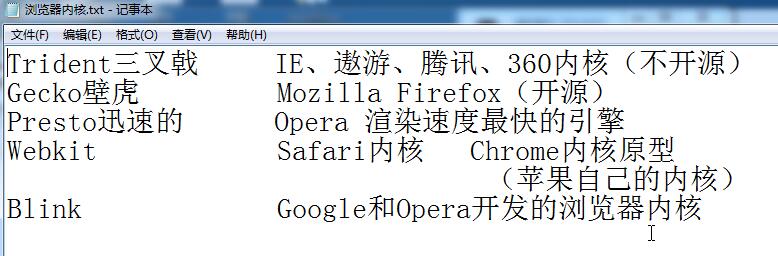 浏览器内核.txt - 记事本
文件(F) 编辑(E) 格式(O) 查看(V) 帮助(H)
Trident三叉戟 IE、遨游、腾讯、360内核（不开源）
Gecko壁虎 Mozilla Firefox（开源）
Presto迅速的 Opera 渲染速度最快的引擎
Webkit Safari内核 Chrome内核原型
（苹果自己的内核）
Blink Google和Opera开发的浏览器内核